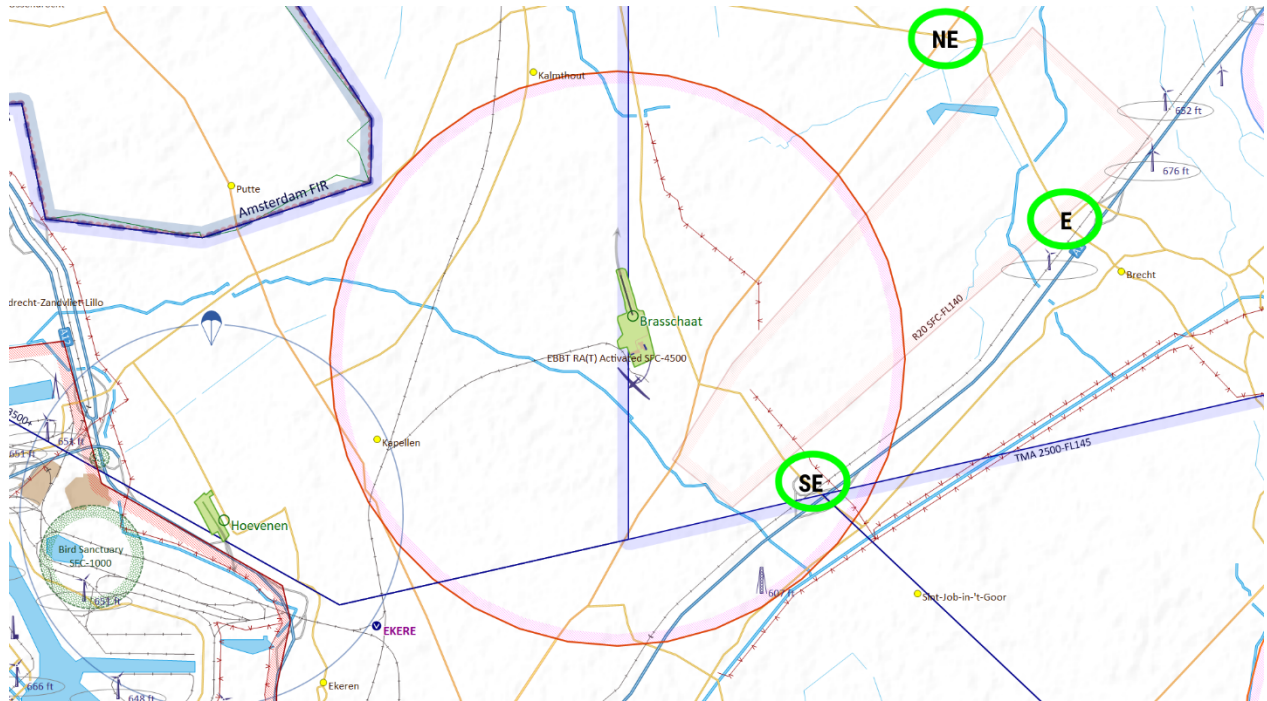 NE
Kalmthout
652 ft
676 ft
Putte
Amsterdam FIR
E
Brecht
drecht-Zandvliet-Lillo
Brasschaat
R20 SFC-FL140
EBBT RA(T) Activated SFC-4500
3500+
651 ft
651 ft
Kapellen
TMA 2500-FL145
SE
Hoevenen
Bird Sanctuary
SFC-1000
651 ft
607 ft
Sint-Job-in-'t-Goor
V
EKERE
Ekeren
666 ft
648 ft